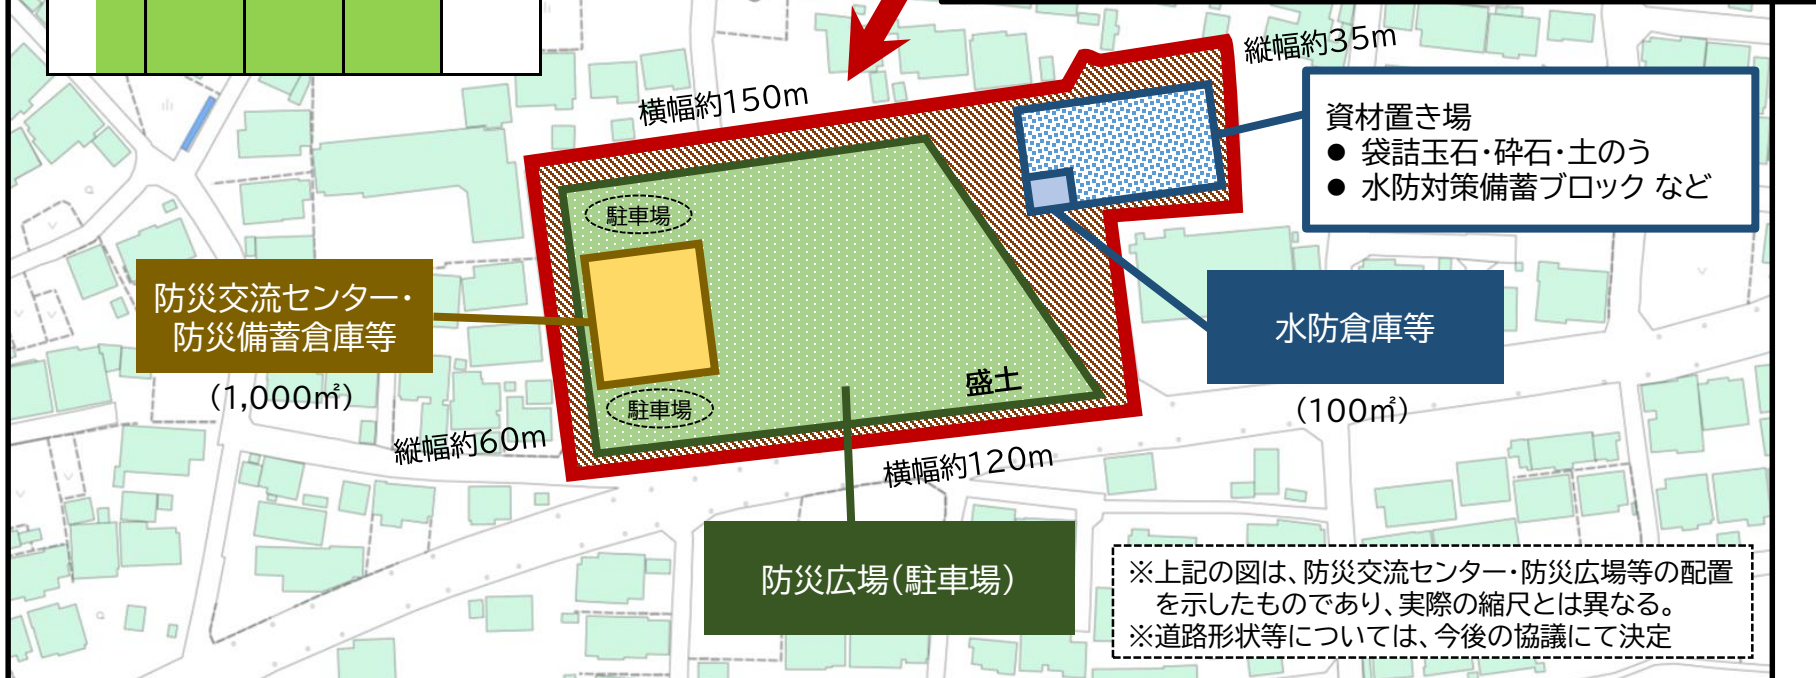 縦幅約35m
横幅約150m
資材置き場
● 袋詰玉石・砕石・土のう
● 水防対策備蓄ブロック など
駐車場
防災交流センター・
防災備蓄倉庫等
(1,000㎡)
水防倉庫等
(100㎡)
盛土
駐車場
縦幅約60m
横幅約120m
防災広場(駐車場)
※上記の図は、防災交流センター・防災広場等の配置
を示したものであり、実際の縮尺とは異なる。
※道路形状等については、今後の協議にて決定